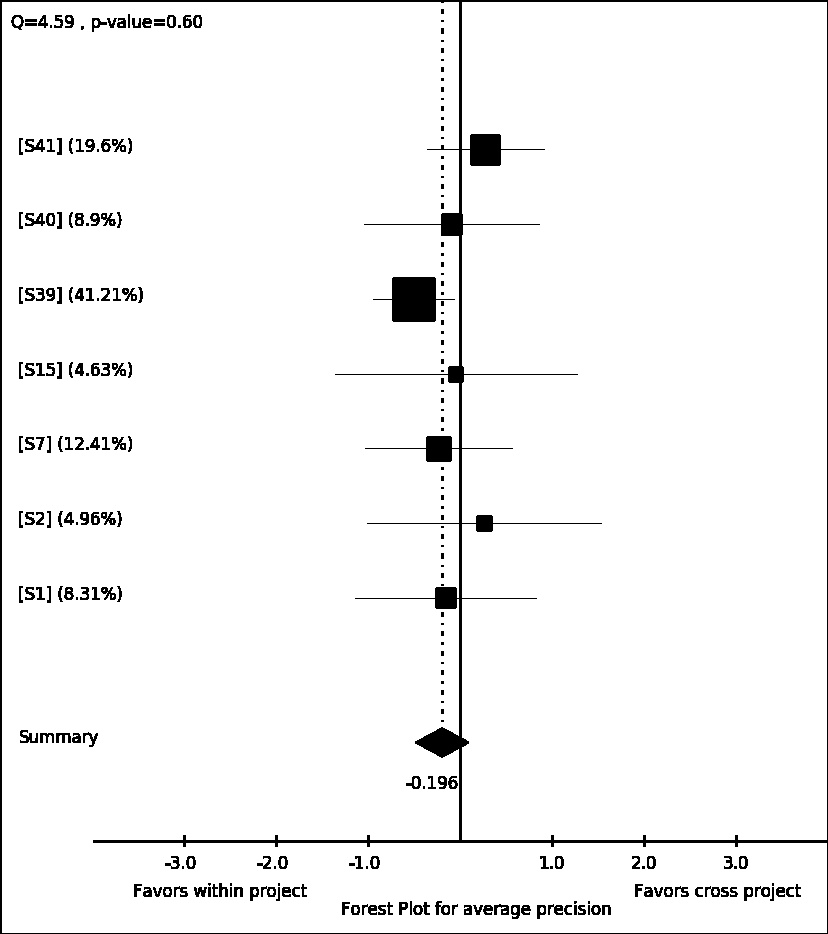 Q=4.59 , p-value=0.60
[S41] (19.6%)
[S40] (8.9%)
[S39] (41.21%)
[S15] (4.63%)
[S7] (12.41%)
[S2] (4.96%)
[S1] (8.31%)
Summary
-0.196
-3.0 -2.0 -1.0 1.0 2.0 3.0
Favors within project Favors cross project
Forest Plot for average precision